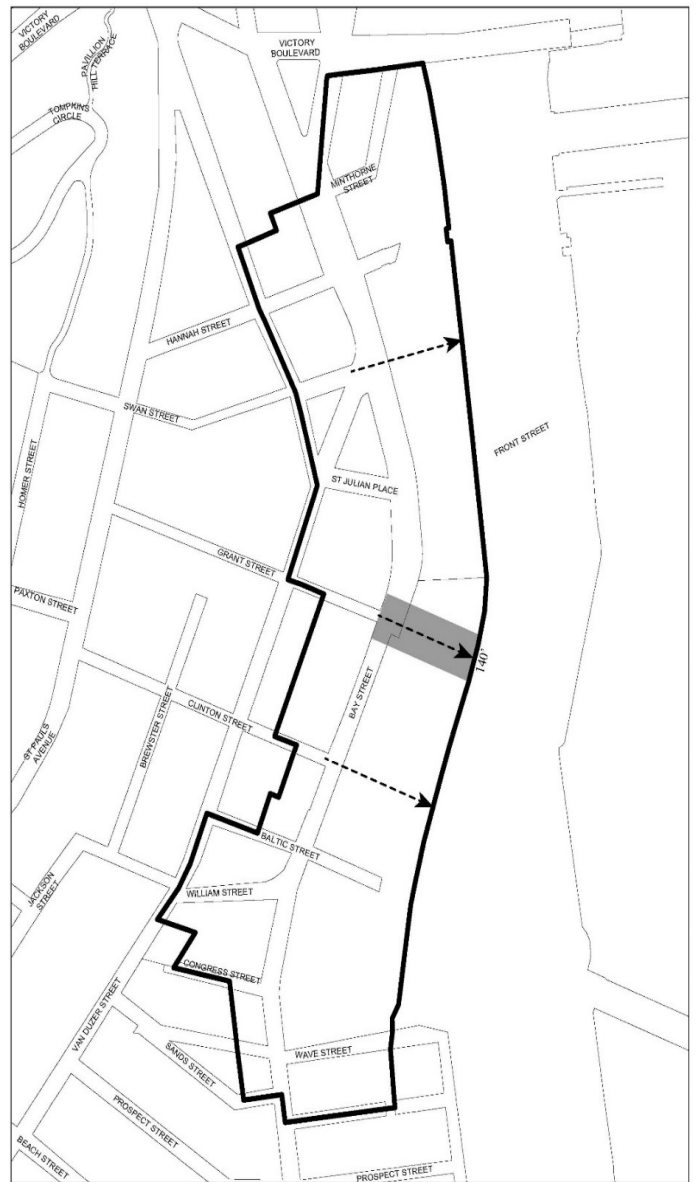 VICTORY
BOULEVARD
VICTORY
BOULEVARD
PAVILLION
HILL TERRACE
TOMPKINS
CIRCLE
MINTHORNE
STREET
HANNAH STREET
SWAN STREET
FRONT STREET
HOMER STREET
ST JULIAN PLACE
GRANT STREET
PAXTON STREET
140'
BAY STREET
CLINTON STREET
BREWSTER STREET
ST PAULS
AVENUE
BALTIC STREET
JACKSON
STREET
WILLIAM STREET
CONGRESS STREET
VAN DUZER STREET
WAVE STREET
SANDS STREET
PROSPECT STREET
BEACH STREET
PROSPECT STREET